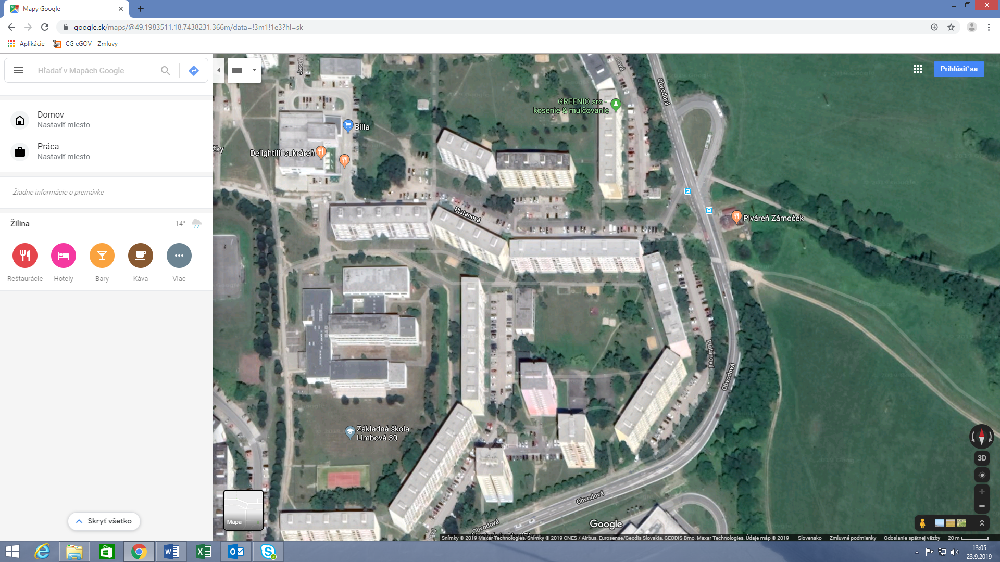 Mapy Google
google.sk/maps/@49.1983511,18.7438231,366m/data=!3m1!1e3?hl=sk
Aplikácie
CG eGOV - Zmluvy
Hľadať v Mapách Google
Prihlásiť sa
Domov
Nastaviť miesto
Práca
Nastaviť miesto
Žiadne informácie o premávke
Žilina
14°
Reštaurácie
Hotely
Bary
Káva
Viac
Skryť všetko
Jaseň
Obvodová
GREENIO sro -
kosenie & mulčovanie
Billa
Delightilli cukráreň
žky
Platanová
Piváreň Zámoček
Platanová
Obvodová
Základná škola
Limbová 30
Obvodová
Obvodová
Mapa
Google
3D
Snímky © 2019 Maxar Technologies, Snímky © 2019 CNES / Airbus, Eurosense/Geodis Slovakia, GEODIS Brno, Maxar Technologies, Údaje máp © 2019
Slovensko
Zmluvné podmienky
Odoslanie spätnej väzby
20 m
13:05
23.9.2019